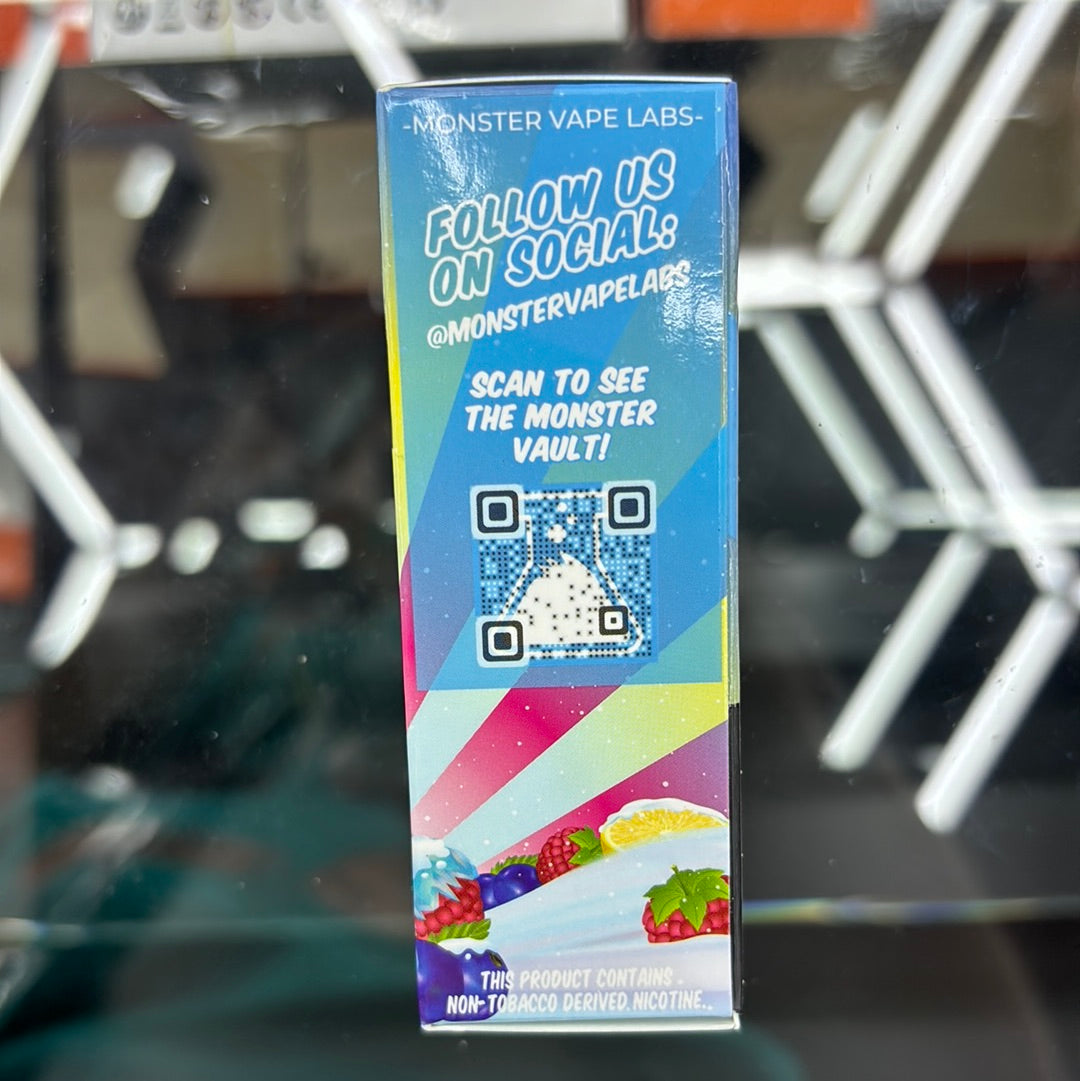 -MONSTER VAPE LABS-
FOLLOW US
ON SOCIAL:
@MONSTERVAPELABS
SCAN TO SEE
THE MONSTER
VAULT!
THIS PRODUCT CONTAINS
NON-TOBACCO DERIVED NICOTINE.